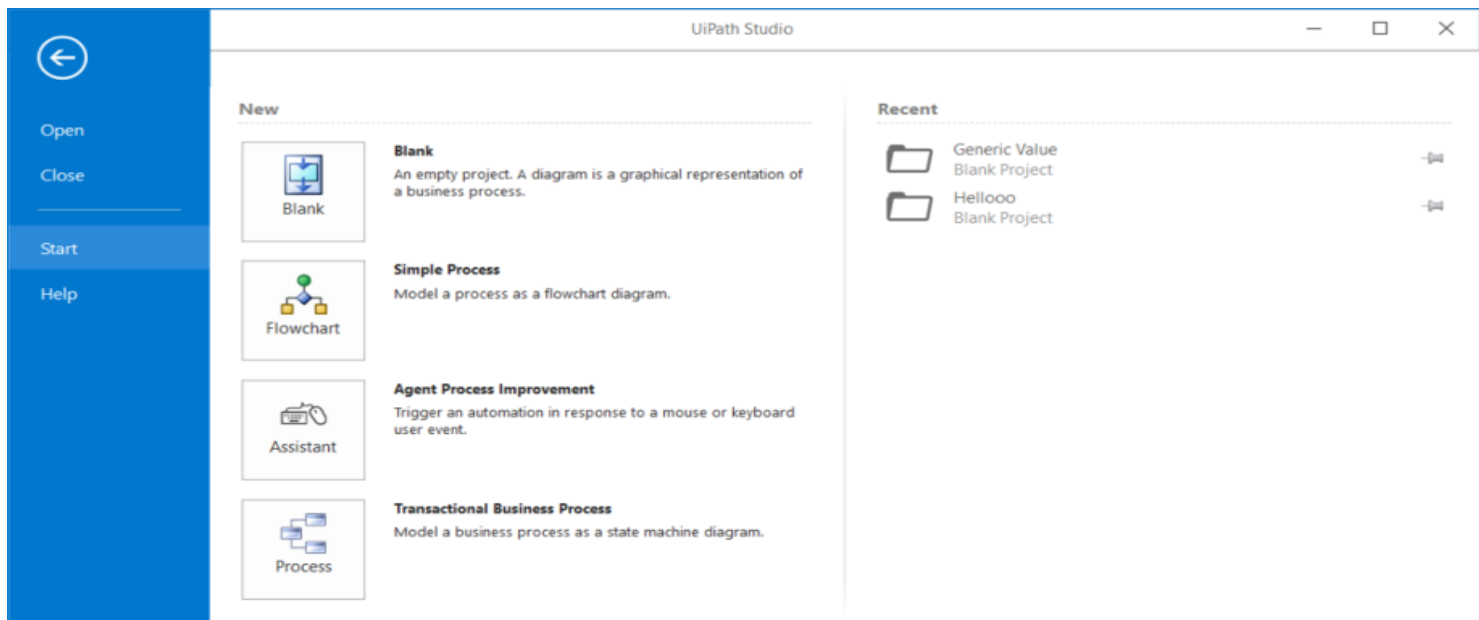 UiPath Studio
Open
Close
Start
Help
New
Blank
Blank
An empty project. A diagram is a graphical representation of
a business process.
Flowchart
Simple Process
Model a process as a flowchart diagram.
Assistant
Agent Process Improvement
Trigger an automation in response to a mouse or keyboard
user event.
Process
Transactional Business Process
Model a business process as a state machine diagram.
Recent
Generic Value
Blank Project
Hellooo
Blank Project